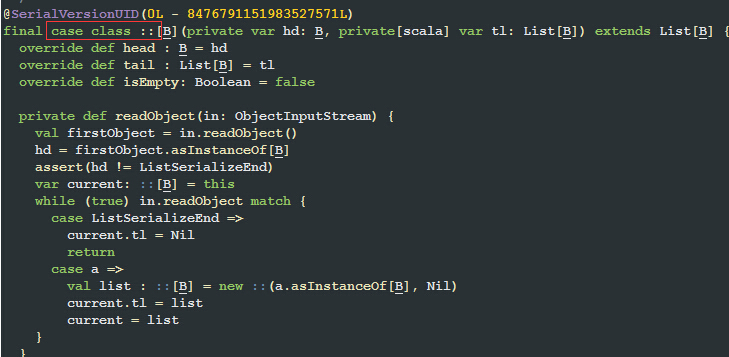 @SerialVersionUID(0L - 8476791151983527571L)
final case class ::[B](private var hd: B, private[scala] var tl: List[B]) extends List[B] {
  override def head : B = hd
  override def tail : List[B] = tl
  override def isEmpty: Boolean = false

  private def readObject(in: ObjectInputStream) {
    val firstObject = in.readObject()
    hd = firstObject.asInstanceOf[B]
    assert(hd != ListSerializeEnd)
    var current: ::[B] = this
    while (true) in.readObject match {
      case ListSerializeEnd =>
        current.tl = Nil
        return
      case a =>
        val list : ::[B] = new ::(a.asInstanceOf[B], Nil)
        current.tl = list
        current = list
    }
  }